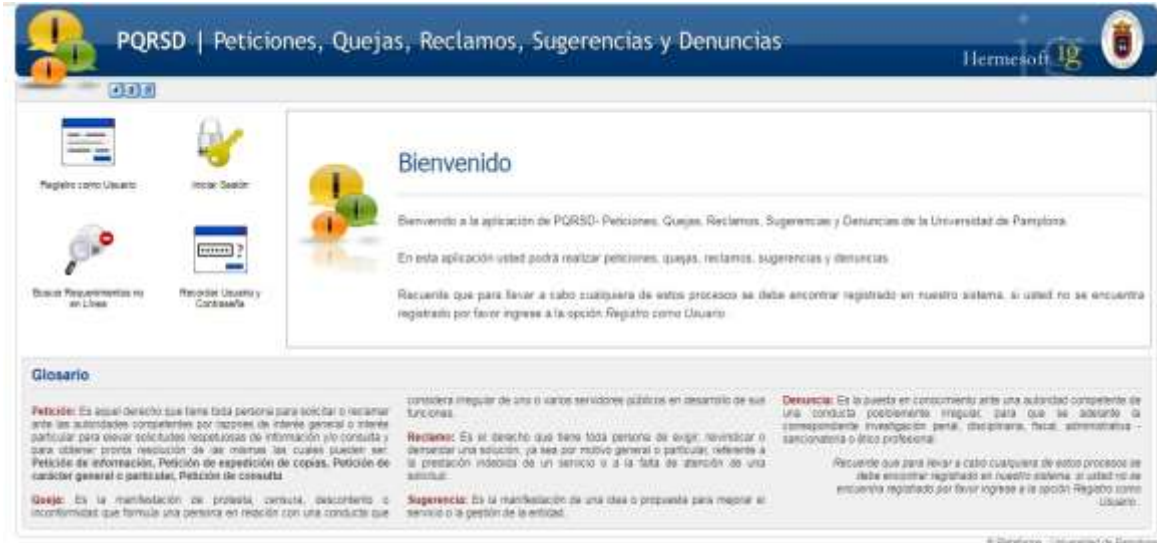 PQRSD | Peticiones, Quejas, Reclamos, Sugerencias y Denuncias
Hermesoft ig
Registro como Usuario
Iniciar Sesión
Buscar Requerimientos no
en Línea
Recordar Usuario y
Contraseña
Bienvenido
Bienvenido a la aplicación de PQRSD- Peticiones, Quejas, Reclamos, Sugerencias y Denuncias de la Universidad de Pamplona.
En esta aplicación usted podrá realizar peticiones, quejas, reclamos, sugerencias y denuncias
Recuerde que para llevar a cabo cualquiera de estos procesos se debe encontrar registrado en nuestro sistema, si usted no se encuentra
registrado por favor ingrese a la opción Registro como Usuario.
Glosario
Petición: Es aquel derecho que tiene toda persona para solicitar o reclamar
ante las autoridades competentes por razones de interés general o interés
particular para elevar solicitudes respetuosas de información y/o consulta y
para obtener pronta resolución de las mismas las cuales pueden ser:
Petición de información, Petición de expedición de copias, Petición de
carácter general o particular, Petición de consulta
Queja: Es la manifestación de protesta, censura, descontento o
inconformidad que formula una persona en relación con una conducta que
considera irregular de uno o varios servidores públicos en desarrollo de sus
funciones.
Reclamo: Es el derecho que tiene toda persona de exigir, reivindicar o
demandar una solución, ya sea por motivo general o particular, referente a
la prestación indebida de un servicio o a la falta de atención de una
solicitud.
Sugerencia: Es la manifestación de una idea o propuesta para mejorar el
servicio o la gestión de la entidad.
Denuncia: Es la puesta en conocimiento ante una autoridad competente de
una conducta posiblemente irregular, para que se adelante la
correspondiente investigación penal, disciplinaria, fiscal, administrativa -
sancionatoria o ético profesional.
Recuerde que para llevar a cabo cualquiera de estos procesos se
debe encontrar registrado en nuestro sistema, si usted no se
encuentra registrado por favor ingrese a la opción Registro como
Usuario.
Universidad de Pamplona